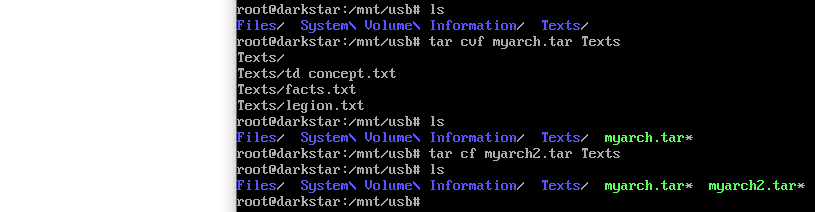 root@darkstar:/mnt/usb# ls
Files/  System\ Volume\ Information/  Texts/
root@darkstar:/mnt/usb# tar cvf myarch.tar Texts
Texts/
Texts/td concept.txt
Texts/facts.txt
Texts/legion.txt
root@darkstar:/mnt/usb# ls
Files/  System\ Volume\ Information/  Texts/  myarch.tar*
root@darkstar:/mnt/usb# tar cf myarch2.tar Texts
root@darkstar:/mnt/usb# ls
Files/  System\ Volume\ Information/  Texts/  myarch.tar*  myarch2.tar*
root@darkstar:/mnt/usb#